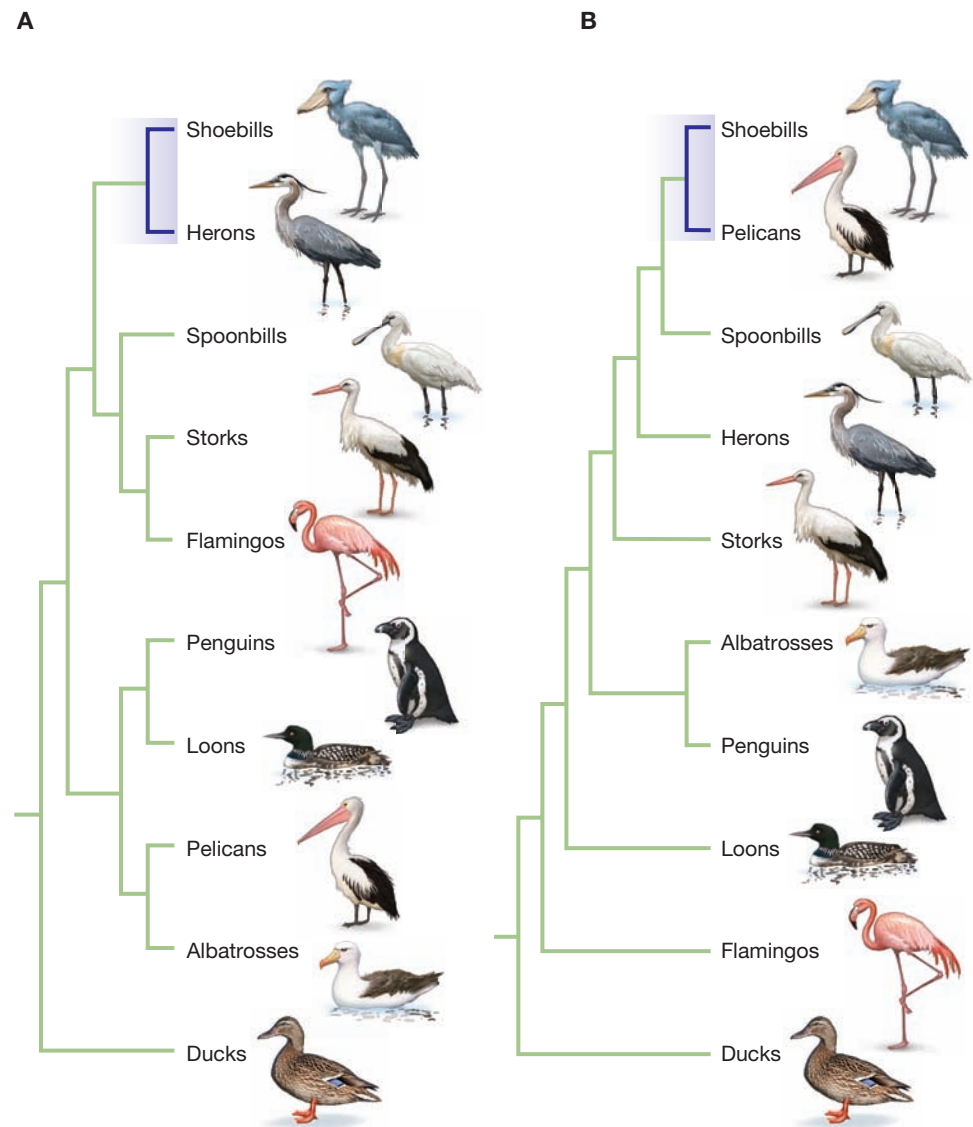 A
Shoebills
Herons
Spoonbills
Storks
Flamingos
Penguins
Loons
Pelicans
Albatrosses
Ducks
B
Shoebills
Pelicans
Spoonbills
Herons
Storks
Albatrosses
Penguins
Loons
Flamingos
Ducks